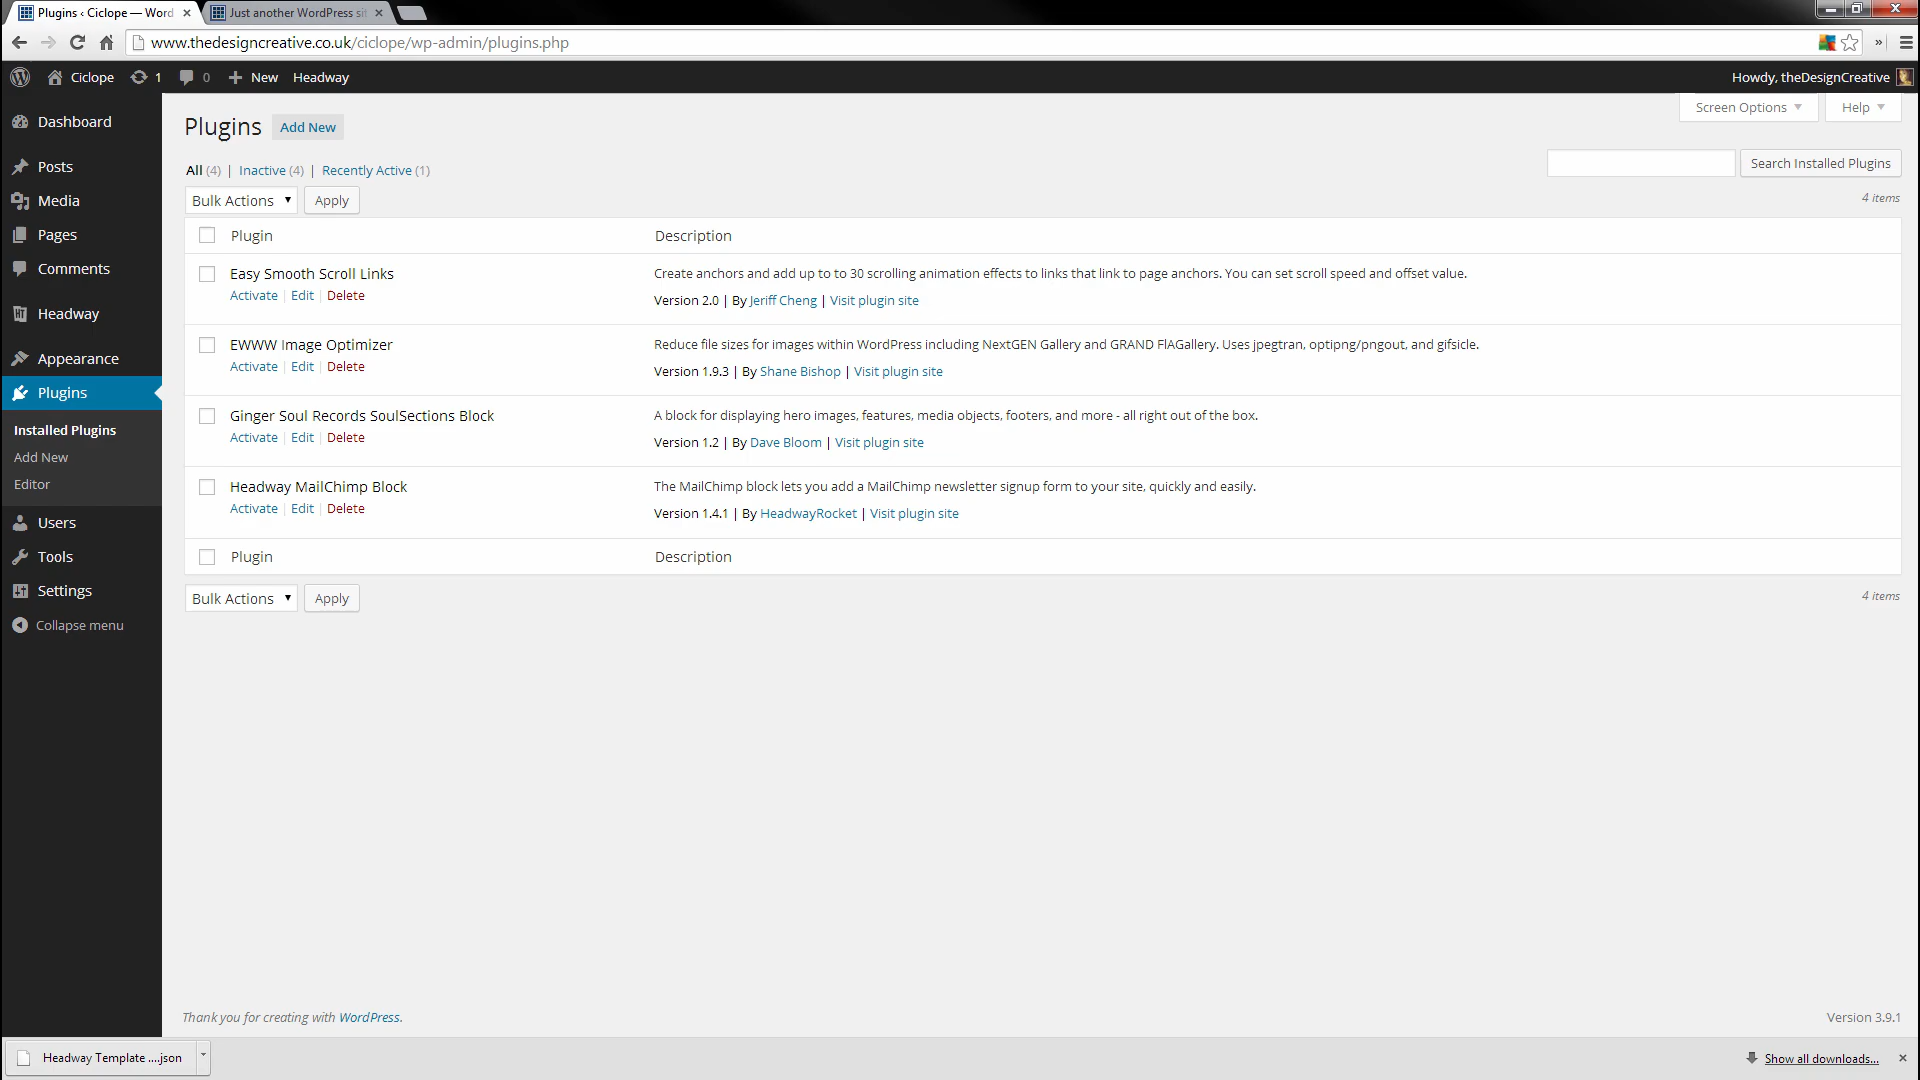 Plugins ‹ Ciclope — Word
Just another WordPress si
www.thedesigncreative.co.uk/ciclope/wp-admin/plugins.php
Ciclope 1 0 New Headway
Howdy, theDesignCreative
Screen Options
Help
Dashboard
Posts
Media
Pages
Comments
Headway
Appearance
Plugins
Installed Plugins
Add New
Editor
Users
Tools
Settings
Collapse menu
Plugins Add New
All (4) | Inactive (4) | Recently Active (1)
Search Installed Plugins
Bulk Actions Apply
4 items
Plugin Description
Easy Smooth Scroll Links
Activate | Edit | Delete
Create anchors and add up to to 30 scrolling animation effects to links that link to page anchors. You can set scroll speed and offset value.
Version 2.0 | By Jeriff Cheng | Visit plugin site
EWWW Image Optimizer
Activate | Edit | Delete
Reduce file sizes for images within WordPress including NextGEN Gallery and GRAND FlAGallery. Uses jpegtran, optipng/pngout, and gifsicle.
Version 1.9.3 | By Shane Bishop | Visit plugin site
Ginger Soul Records SoulSections Block
Activate | Edit | Delete
A block for displaying hero images, features, media objects, footers, and more - all right out of the box.
Version 1.2 | By Dave Bloom | Visit plugin site
Headway MailChimp Block
Activate | Edit | Delete
The MailChimp block lets you add a MailChimp newsletter signup form to your site, quickly and easily.
Version 1.4.1 | By HeadwayRocket | Visit plugin site
Plugin Description
Bulk Actions Apply
4 items
Thank you for creating with WordPress.
Version 3.9.1
Headway Template ....json
Show all downloads...